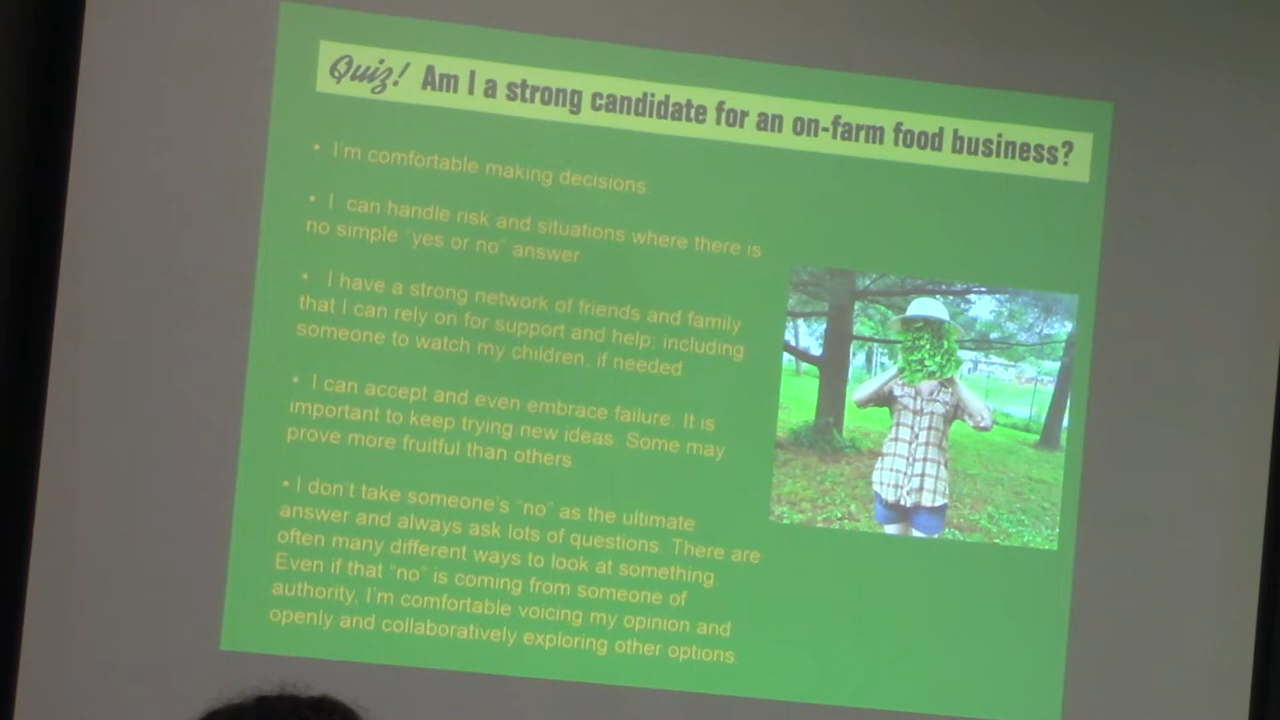 Quiz! Am I a strong candidate for an on-farm food business?
• I'm comfortable making decisions.
• I can handle risk and situations where there is
no simple "yes or no" answer.
• I have a strong network of friends and family
that I can rely on for support and help; including
someone to watch my children, if needed.
• I can accept and even embrace failure. It is
important to keep trying new ideas. Some may
prove more fruitful than others.
• I don't take someone's "no" as the ultimate
answer and always ask lots of questions. There are
often many different ways to look at something.
Even if that "no" is coming from someone of
authority, I'm comfortable voicing my opinion and
openly and collaboratively exploring other options.